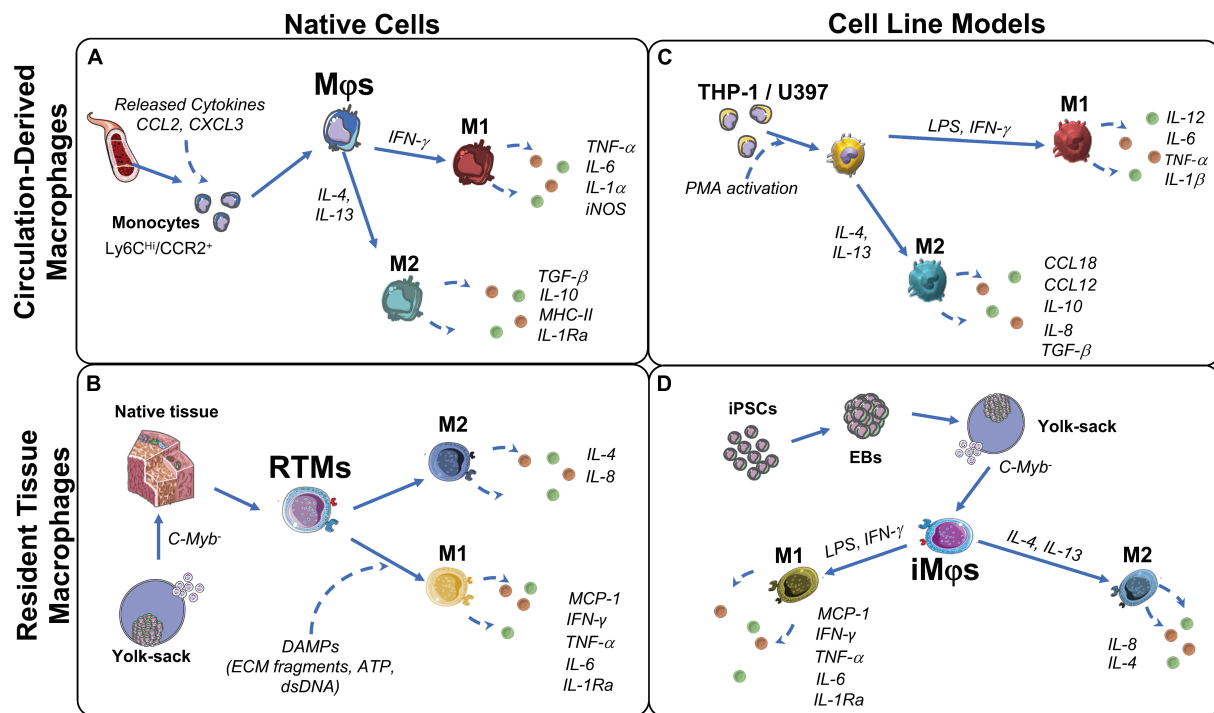 Native Cells
Cell Line Models
Circulation-Derived
Macrophages
Resident Tissue
Macrophages
A
Released Cytokines
CCL2, CXCL3
Monocytes
Ly6CHi/CCR2+
Mφs
IFN-γ
M1
TNF-α
IL-6
IL-1α
iNOS
IL-4,
IL-13
M2
TGF-β
IL-10
MHC-II
IL-1Ra
C
THP-1 / U397
PMA activation
LPS, IFN-γ
M1
IL-12
IL-6
TNF-α
IL-1β
IL-4,
IL-13
M2
CCL18
CCL12
IL-10
IL-8
TGF-β
B
Native tissue
C-Myb-
Yolk-sack
RTMs
M2
IL-4
IL-8
M1
DAMPs
(ECM fragments, ATP,
dsDNA)
MCP-1
IFN-γ
TNF-α
IL-6
IL-1Ra
D
iPSCs
EBs
Yolk-sack
C-Myb-
iMφs
LPS, IFN-γ
M1
MCP-1
IFN-γ
TNF-α
IL-6
IL-1Ra
IL-4, IL-13
M2
IL-8
IL-4